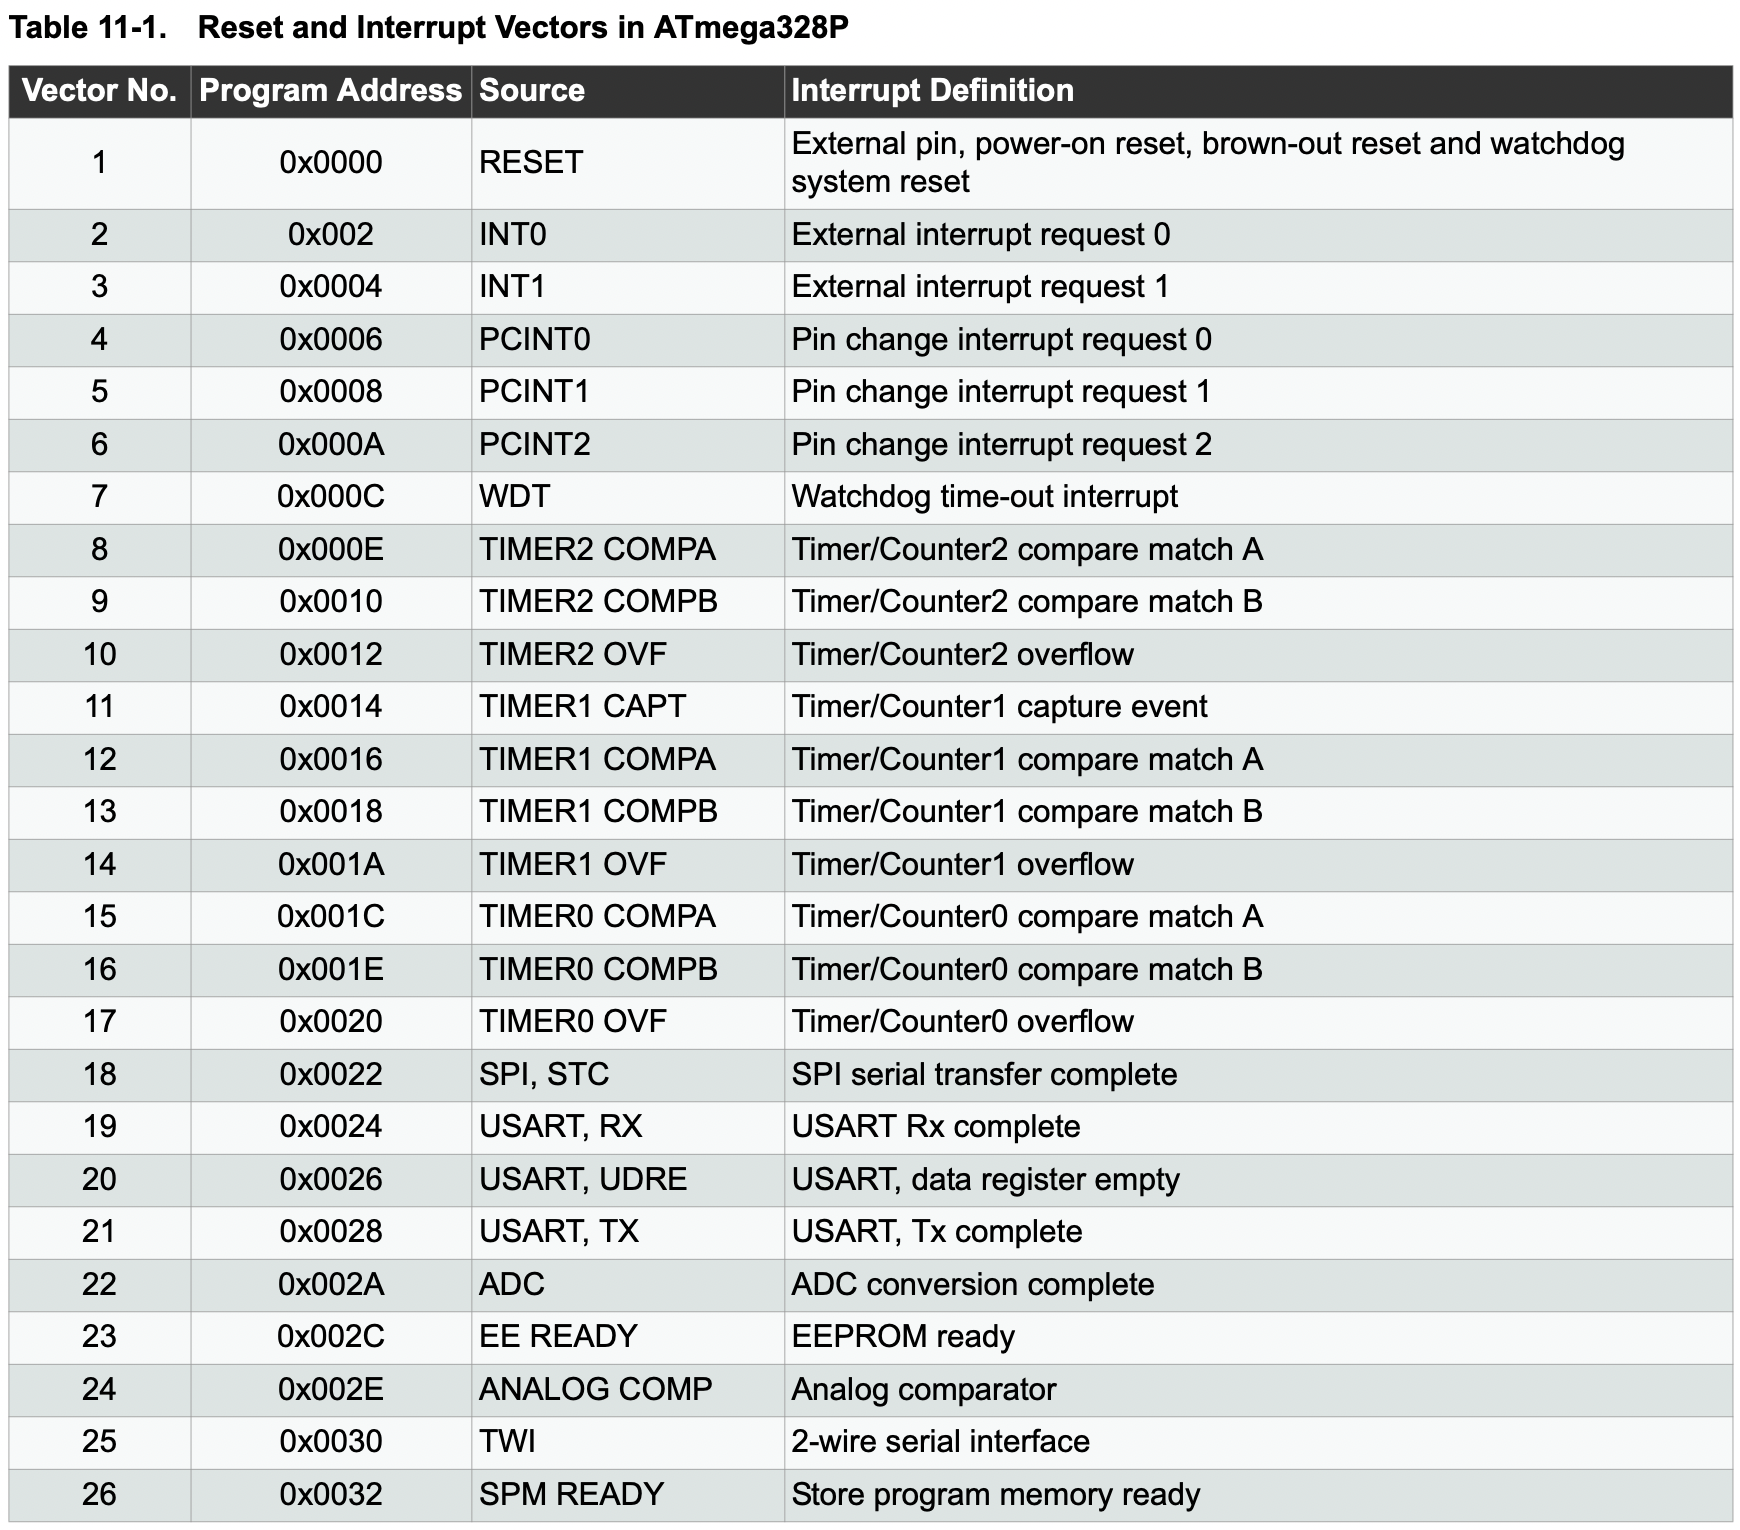 Table 11-1. Reset and Interrupt Vectors in ATmega328P
Vector No. Program Address Source Interrupt Definition
1 0x0000 RESET External pin, power-on reset, brown-out reset and watchdog
system reset
2 0x002 INT0 External interrupt request 0
3 0x0004 INT1 External interrupt request 1
4 0x0006 PCINT0 Pin change interrupt request 0
5 0x0008 PCINT1 Pin change interrupt request 1
6 0x000A PCINT2 Pin change interrupt request 2
7 0x000C WDT Watchdog time-out interrupt
8 0x000E TIMER2 COMPA Timer/Counter2 compare match A
9 0x0010 TIMER2 COMPB Timer/Counter2 compare match B
10 0x0012 TIMER2 OVF Timer/Counter2 overflow
11 0x0014 TIMER1 CAPT Timer/Counter1 capture event
12 0x0016 TIMER1 COMPA Timer/Counter1 compare match A
13 0x0018 TIMER1 COMPB Timer/Counter1 compare match B
14 0x001A TIMER1 OVF Timer/Counter1 overflow
15 0x001C TIMER0 COMPA Timer/Counter0 compare match A
16 0x001E TIMER0 COMPB Timer/Counter0 compare match B
17 0x0020 TIMER0 OVF Timer/Counter0 overflow
18 0x0022 SPI, STC SPI serial transfer complete
19 0x0024 USART, RX USART Rx complete
20 0x0026 USART, UDRE USART, data register empty
21 0x0028 USART, TX USART, Tx complete
22 0x002A ADC ADC conversion complete
23 0x002C EE READY EEPROM ready
24 0x002E ANALOG COMP Analog comparator
25 0x0030 TWI 2-wire serial interface
26 0x0032 SPM READY Store program memory ready